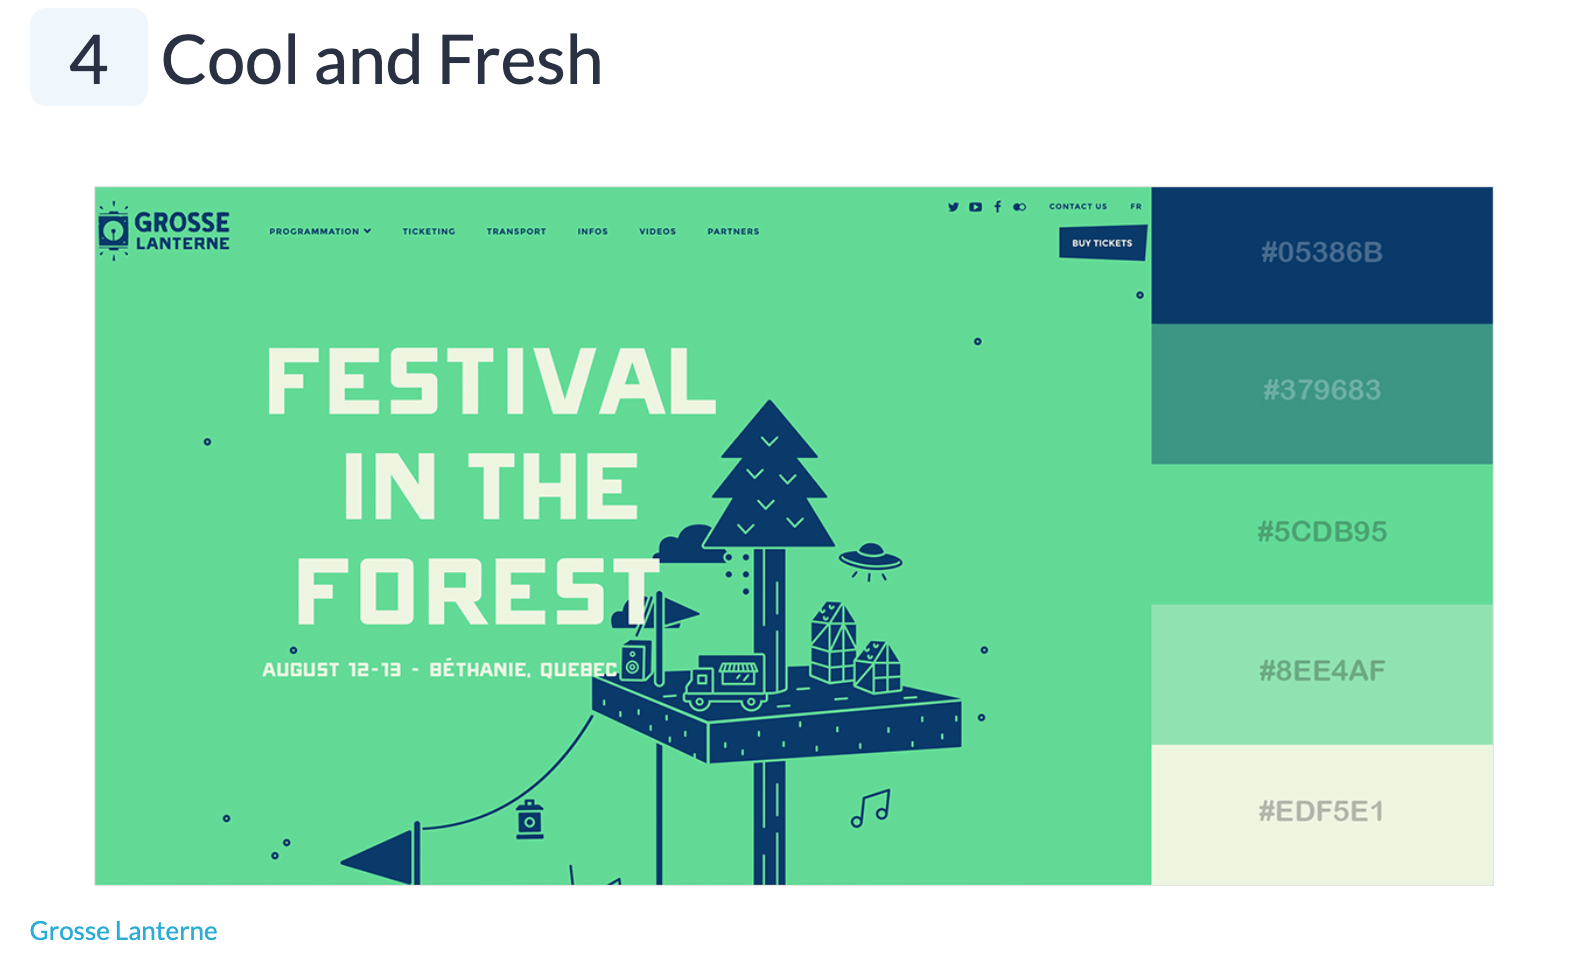 4 Cool and Fresh
GROSSE
LANTERNE
PROGRAMMATION TICKETING TRANSPORT INFOS VIDEOS PARTNERS
CONTACT US FR
BUY TICKETS
FESTIVAL
IN THE
FOREST
AUGUST 12-13 - BÉTHANIE, QUEBEC
#05386B
#379683
#5CDB95
#8EE4AF
#EDF5E1
Grosse Lanterne